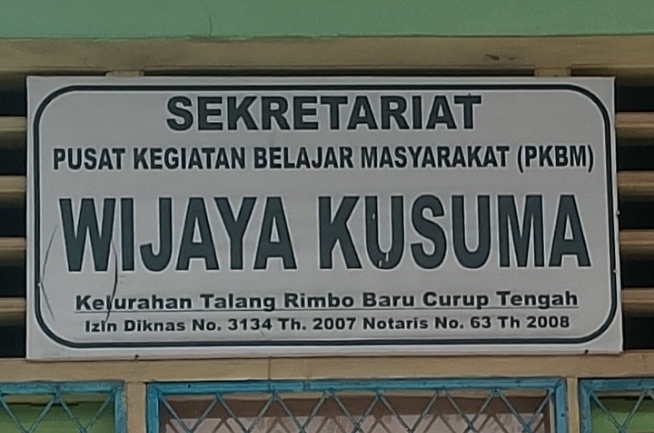 SEKRETARIAT
PUSAT KEGIATAN BELAJAR MASYARAKAT (PKBM)
WIJAYA KUSUMA
Kelurahan Talang Rimbo Baru Curup Tengah
Izin Diknas No. 3134 Th. 2007 Notaris No. 63 Th 2008